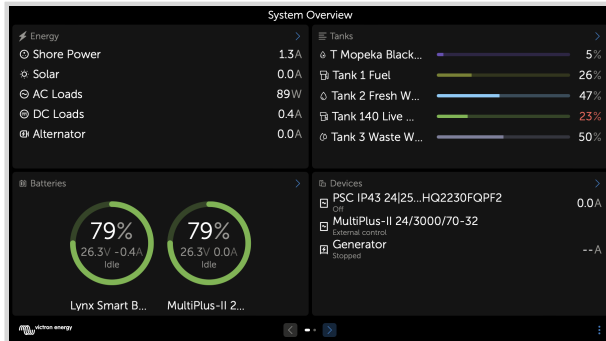 System Overview
Energy
Shore Power 1.3A
Solar 0.0A
AC Loads 89W
DC Loads 0.4A
Alternator 0.0A
Tanks
T Mopeka Black... 5%
Tank 1 Fuel 26%
Tank 2 Fresh W... 47%
Tank 140 Live ... 23%
Tank 3 Waste W... 50%
Batteries
79%
26.3V -0.4A
Idle
Lynx Smart B...
79%
26.3V 0.0A
Idle
MultiPlus-II 2...
Devices
PSC IP43 24|25...HQ2230FQPF2 0.0A
Off
MultiPlus-II 24/3000/70-32
External control
Generator --A
Stopped
victron energy